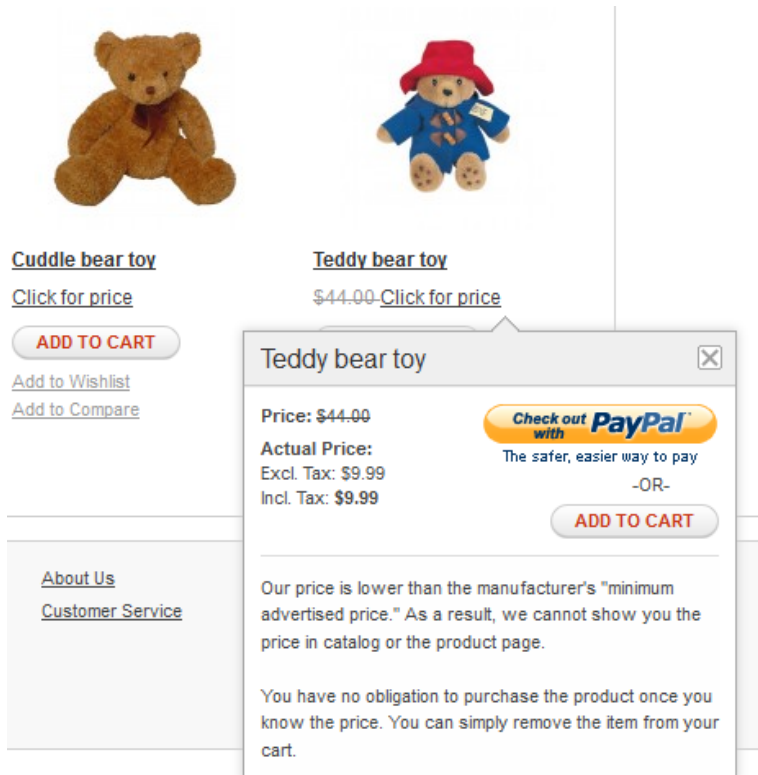 Cuddle bear toy
Teddy bear toy
Click for price
$44.00 Click for price
ADD TO CART
Add to Wishlist
Add to Compare
Teddy bear toy
Price: $44.00
Actual Price:
Excl. Tax: $9.99
Incl. Tax: $9.99
Check out with PayPal
The safer, easier way to pay
-OR-
ADD TO CART
Our price is lower than the manufacturer's "minimum
advertised price." As a result, we cannot show you the
price in catalog or the product page.
You have no obligation to purchase the product once you
know the price. You can simply remove the item from your
cart.
About Us
Customer Service